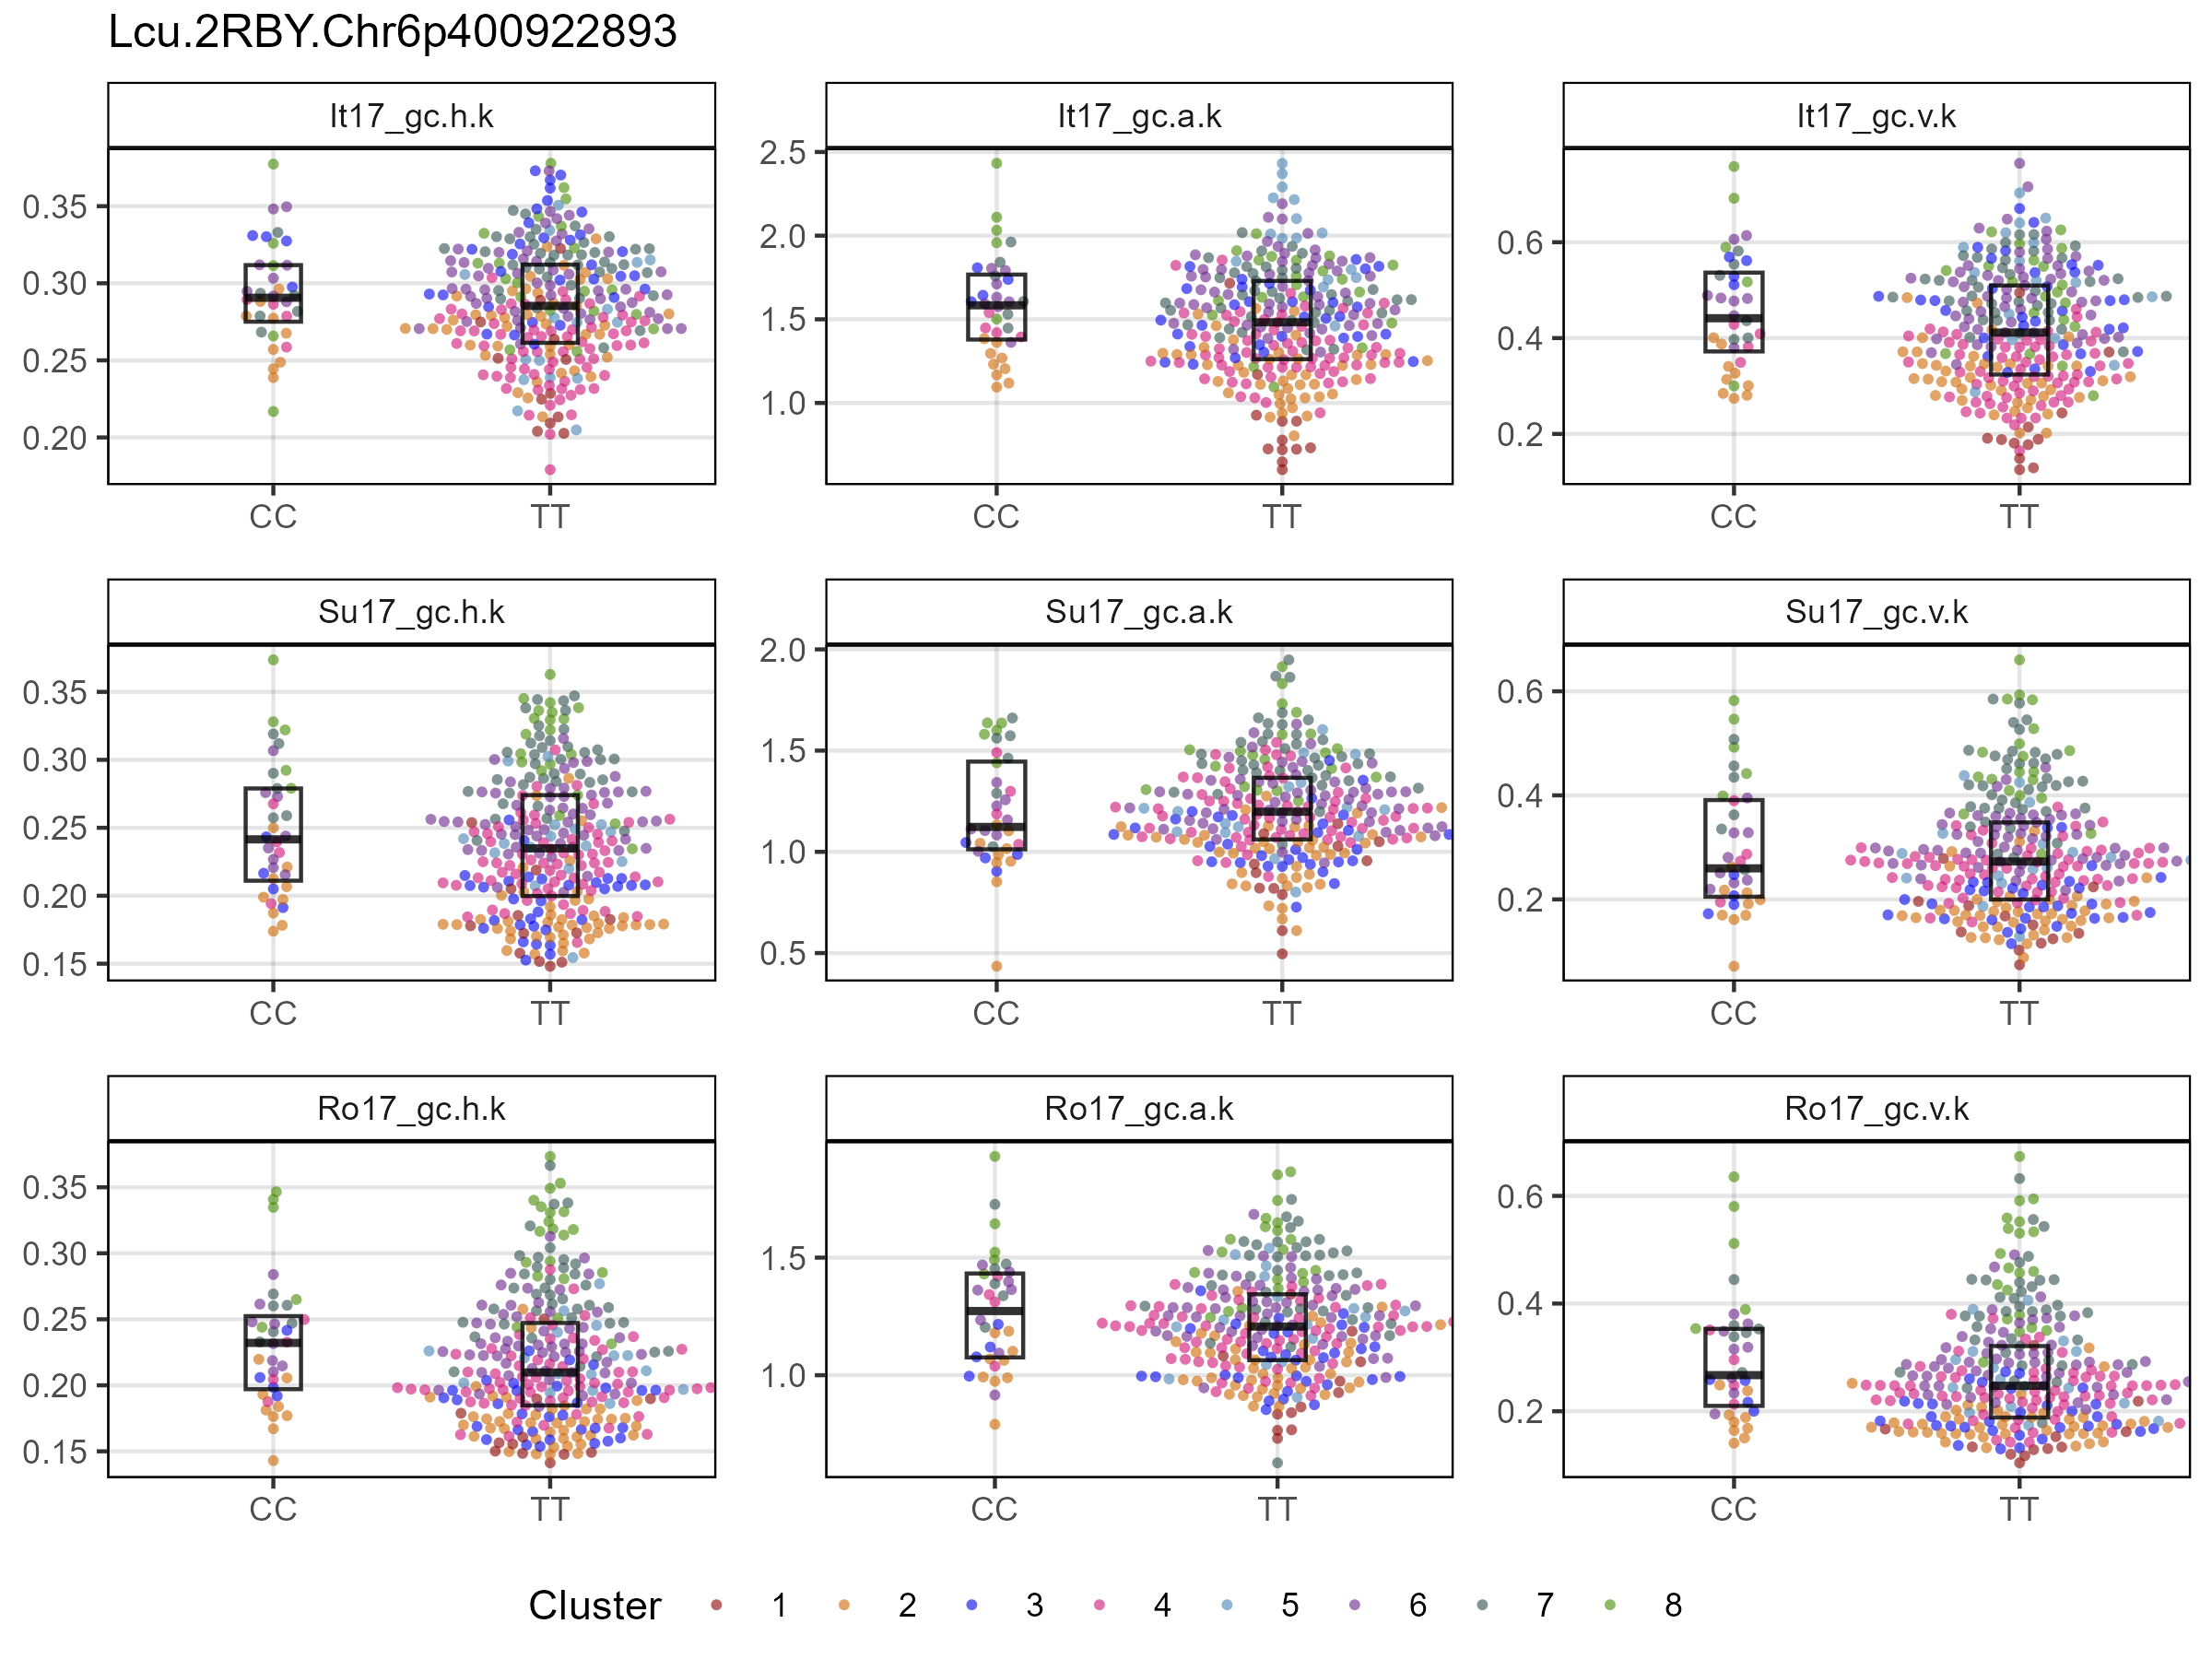 Lcu.2RBY.Chr6p400922893
It17_gc.h.k
It17_gc.a.k
It17_gc.v.k
0.35
0.30
0.25
0.20
2.5
2.0
1.5
1.0
0.6
0.4
0.2
CC TT
CC TT
CC TT
Su17_gc.h.k
Su17_gc.a.k
Su17_gc.v.k
0.35
0.30
0.25
0.20
0.15
2.0
1.5
1.0
0.5
0.6
0.4
0.2
CC TT
CC TT
CC TT
Ro17_gc.h.k
Ro17_gc.a.k
Ro17_gc.v.k
0.35
0.30
0.25
0.20
0.15
1.5
1.0
0.6
0.4
0.2
CC TT
CC TT
CC TT
Cluster 1 2 3 4 5 6 7 8